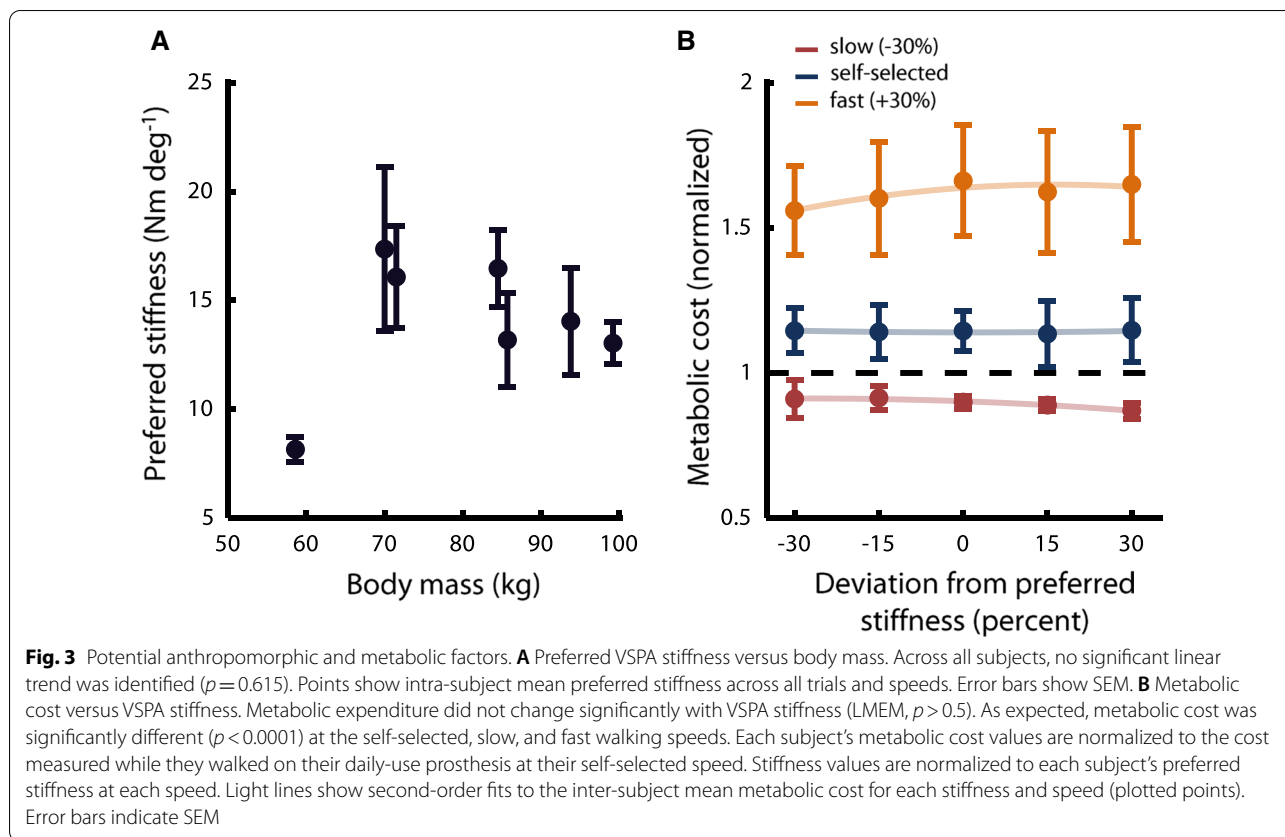 A
B
slow (-30%)
self-selected
fast (+30%)
25
20
15
10
5
Preferred stiffness (Nm deg⁻¹)
50 60 70 80 90 100
Body mass (kg)
2
1.5
1
0.5
Metabolic cost (normalized)
-30 -15 0 15 30
Deviation from preferred
stiffness (percent)
Fig. 3 Potential anthropomorphic and metabolic factors. A Preferred VSPA stiffness versus body mass. Across all subjects, no significant linear
trend was identified (p = 0.615). Points show intra-subject mean preferred stiffness across all trials and speeds. Error bars show SEM. B Metabolic
cost versus VSPA stiffness. Metabolic expenditure did not change significantly with VSPA stiffness (LMEM, p > 0.5). As expected, metabolic cost was
significantly different (p < 0.0001) at the self-selected, slow, and fast walking speeds. Each subject's metabolic cost values are normalized to the cost
measured while they walked on their daily-use prosthesis at their self-selected speed. Stiffness values are normalized to each subject's preferred
stiffness at each speed. Light lines show second-order fits to the inter-subject mean metabolic cost for each stiffness and speed (plotted points).
Error bars indicate SEM